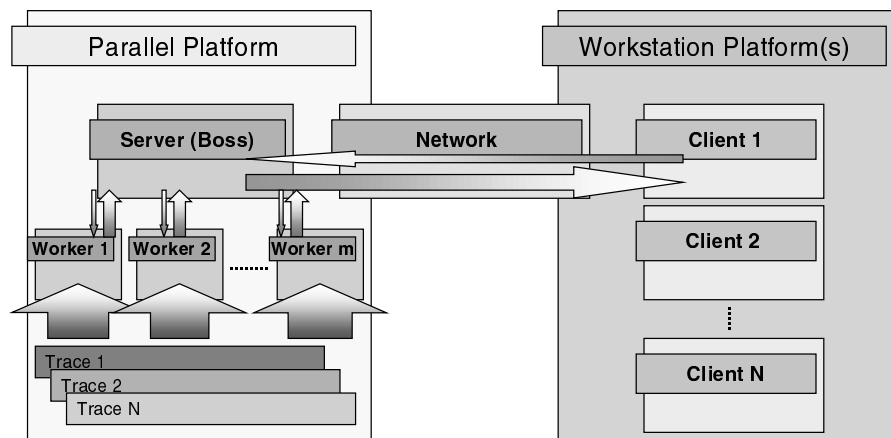 Parallel Platform
Workstation Platform(s)
Server (Boss)
Network
Client 1
Worker 1
Worker 2
Worker m
Client 2
Trace 1
Trace 2
Trace N
Client N